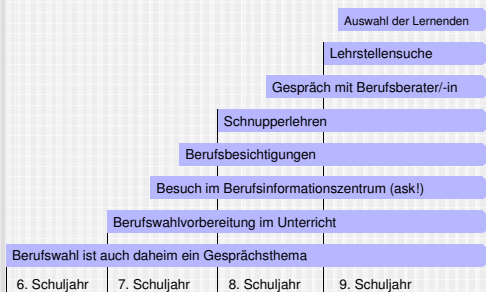 Auswahl der Lernenden
Lehrstellensuche
Gespräch mit Berufsberater/-in
Schnupperlehren
Berufsbesichtigungen
Besuch im Berufsinformationszentrum (ask!)
Berufswahlvorbereitung im Unterricht
Berufswahl ist auch daheim ein Gesprächsthema
6. Schuljahr 7. Schuljahr 8. Schuljahr 9. Schuljahr